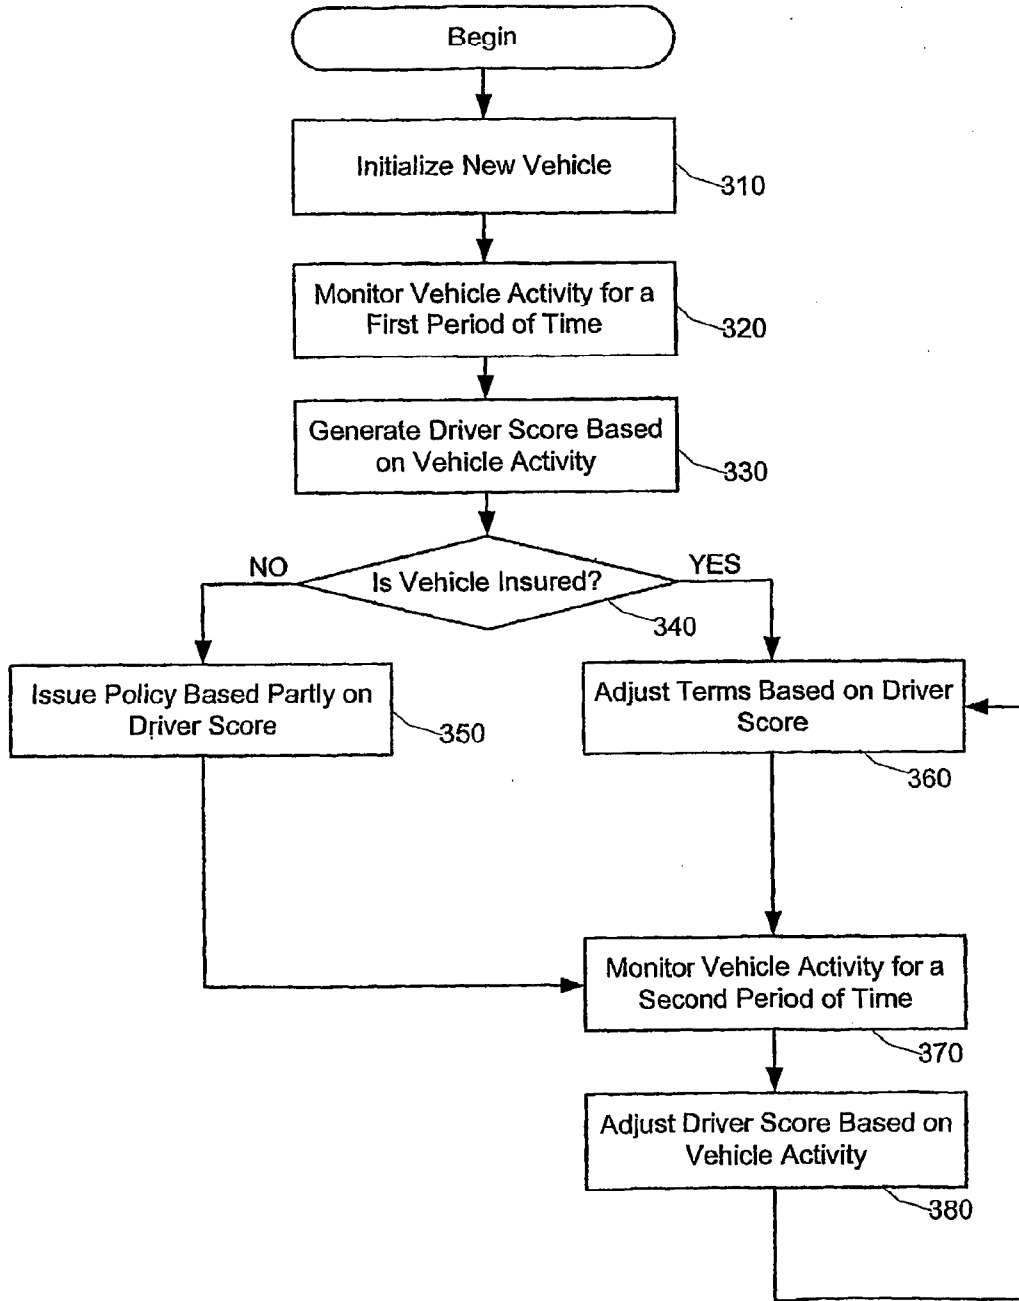 Begin
Initialize New Vehicle
310
Monitor Vehicle Activity for a
First Period of Time
320
Generate Driver Score Based
on Vehicle Activity
330
NO
YES
Is Vehicle Insured?
340
Issue Policy Based Partly on
Driver Score
350
Adjust Terms Based on Driver
Score
360
Monitor Vehicle Activity for a
Second Period of Time
370
Adjust Driver Score Based on
Vehicle Activity
380